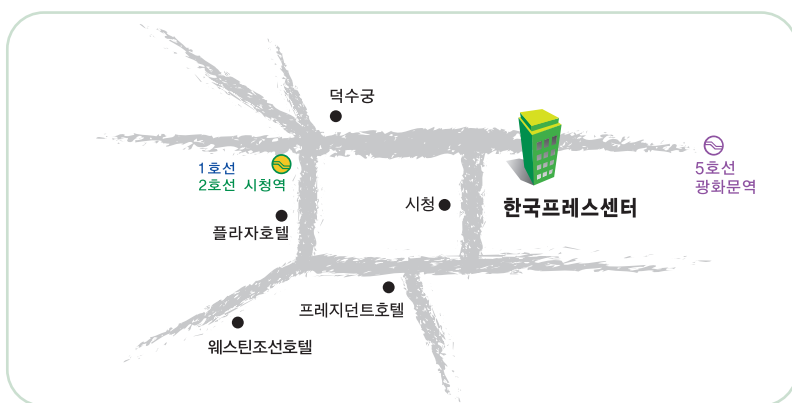 덕수궁
1호선
2호선 시청역
5호선
광화문역
시청
한국프레스센터
플라자호텔
프레지던트호텔
웨스틴조선호텔